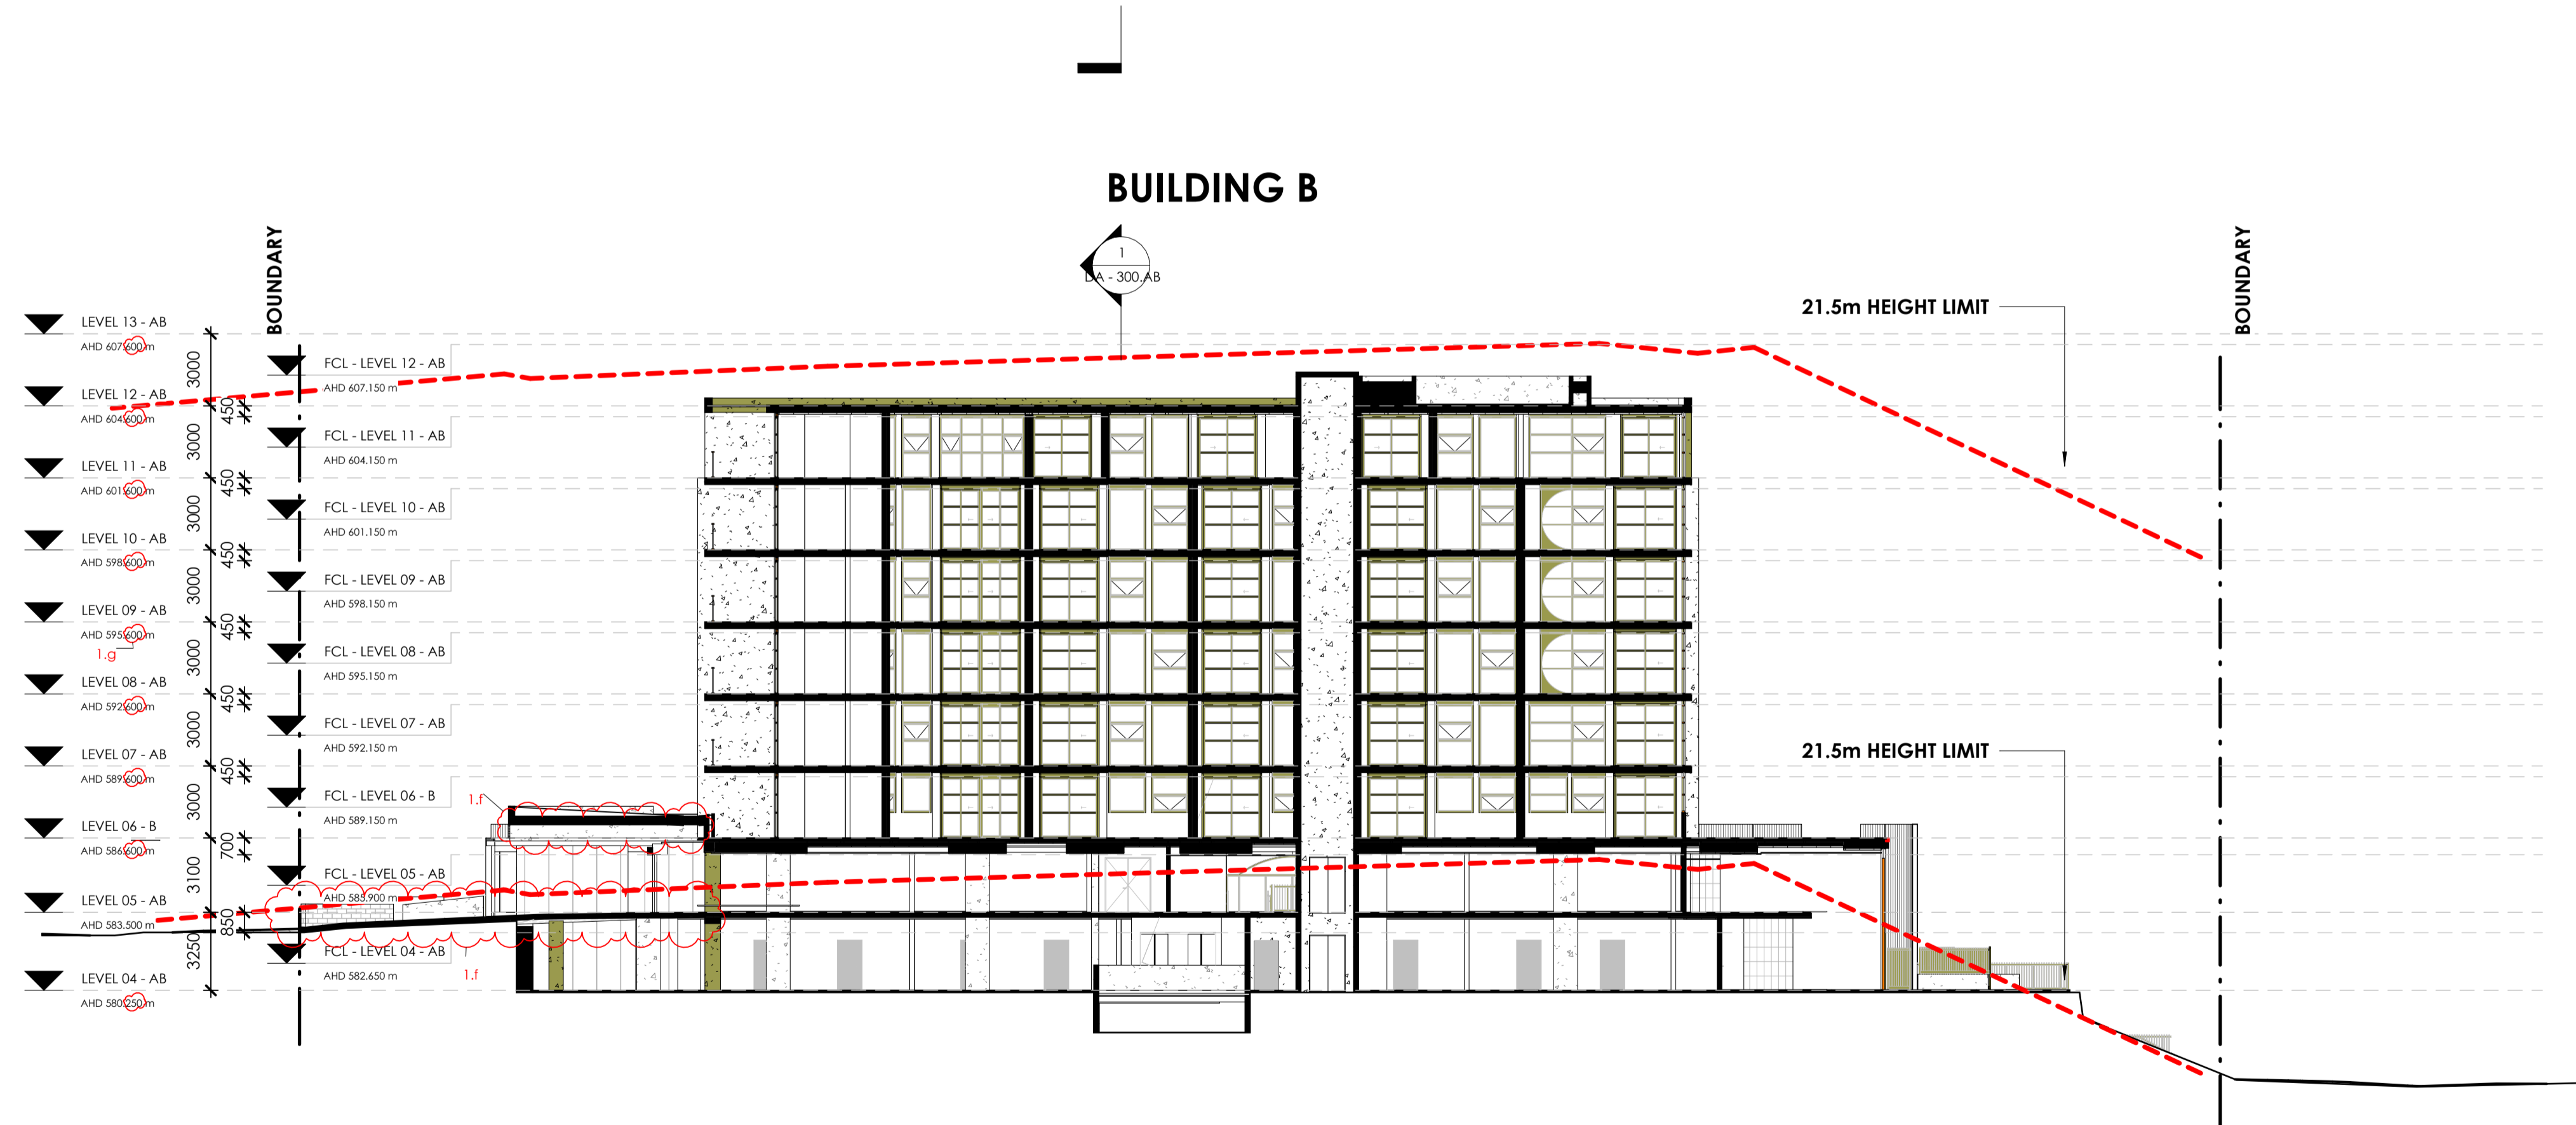 BUILDING B
BOUNDARY
BOUNDARY
1
DA - 300.AB
21.5m HEIGHT LIMIT
LEVEL 13 - AB
AHD 607.600 m
3000
FCL - LEVEL 12 - AB
AHD 607.150 m
LEVEL 12 - AB
AHD 604.600 m
450
3000
FCL - LEVEL 11 - AB
AHD 604.150 m
LEVEL 11 - AB
AHD 601.600 m
450
3000
FCL - LEVEL 10 - AB
AHD 601.150 m
LEVEL 10 - AB
AHD 598.600 m
450
3000
FCL - LEVEL 09 - AB
AHD 598.150 m
LEVEL 09 - AB
AHD 595.600 m
1.g
450
3000
FCL - LEVEL 08 - AB
AHD 595.150 m
LEVEL 08 - AB
AHD 592.600 m
450
3000
FCL - LEVEL 07 - AB
AHD 592.150 m
21.5m HEIGHT LIMIT
LEVEL 07 - AB
AHD 589.600 m
450
3000
FCL - LEVEL 06 - B
AHD 589.150 m
1.f
LEVEL 06 - B
AHD 586.600 m
700
3100
FCL - LEVEL 05 - AB
AHD 585.900 m
LEVEL 05 - AB
AHD 583.500 m
850
3250
FCL - LEVEL 04 - AB
AHD 582.650 m
1.f
LEVEL 04 - AB
AHD 580.250 m